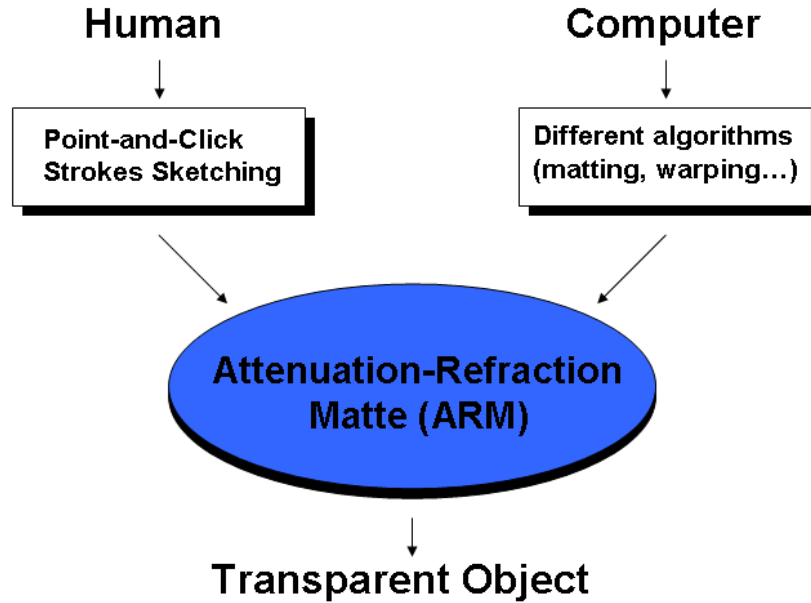 Human
Computer
Point-and-Click
Strokes Sketching
Different algorithms
(matting, warping…)
Attenuation-Refraction
Matte (ARM)
Transparent Object